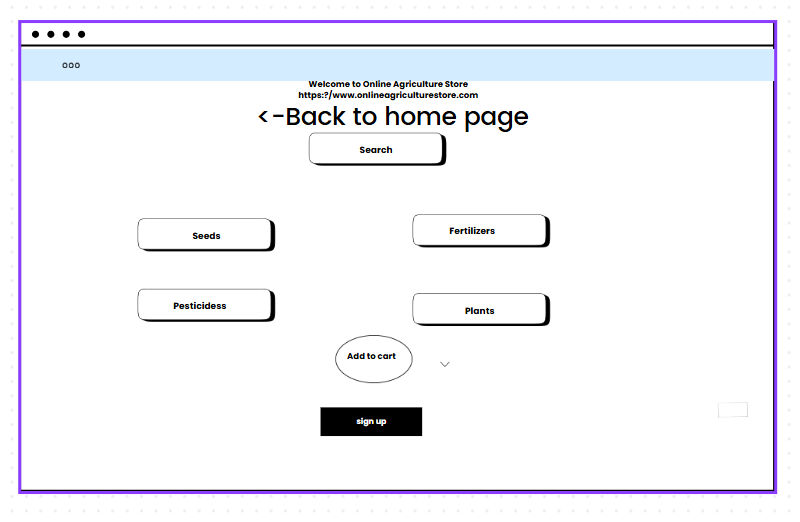 ooo
Welcome to Online Agriculture Store
https:?/www.onlineagriculturestore.com
<-Back to home page
Search
Seeds
Fertilizers
Pesticidess
Plants
Add to cart
sign up